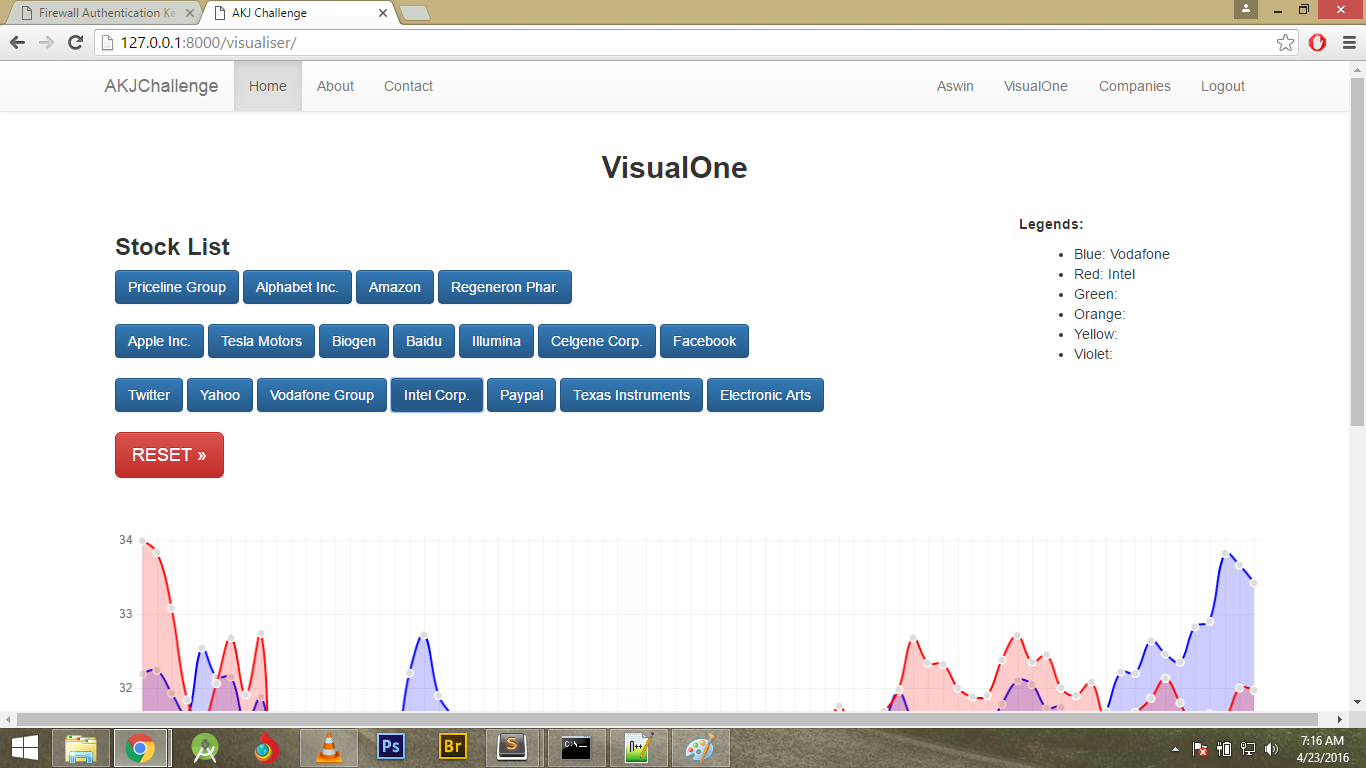 Firewall Authentication Ke
AKJ Challenge
127.0.0.1:8000/visualiser/
AKJChallenge Home About Contact Aswin VisualOne Companies Logout
VisualOne
Legends:
Blue: Vodafone
Red: Intel
Green:
Orange:
Yellow:
Violet:
Stock List
Priceline Group Alphabet Inc. Amazon Regeneron Phar.
Apple Inc. Tesla Motors Biogen Baidu Illumina Celgene Corp. Facebook
Twitter Yahoo Vodafone Group Intel Corp. Paypal Texas Instruments Electronic Arts
RESET »
34
33
32
Ps Br S C:\ N++
7:16 AM
4/23/2016